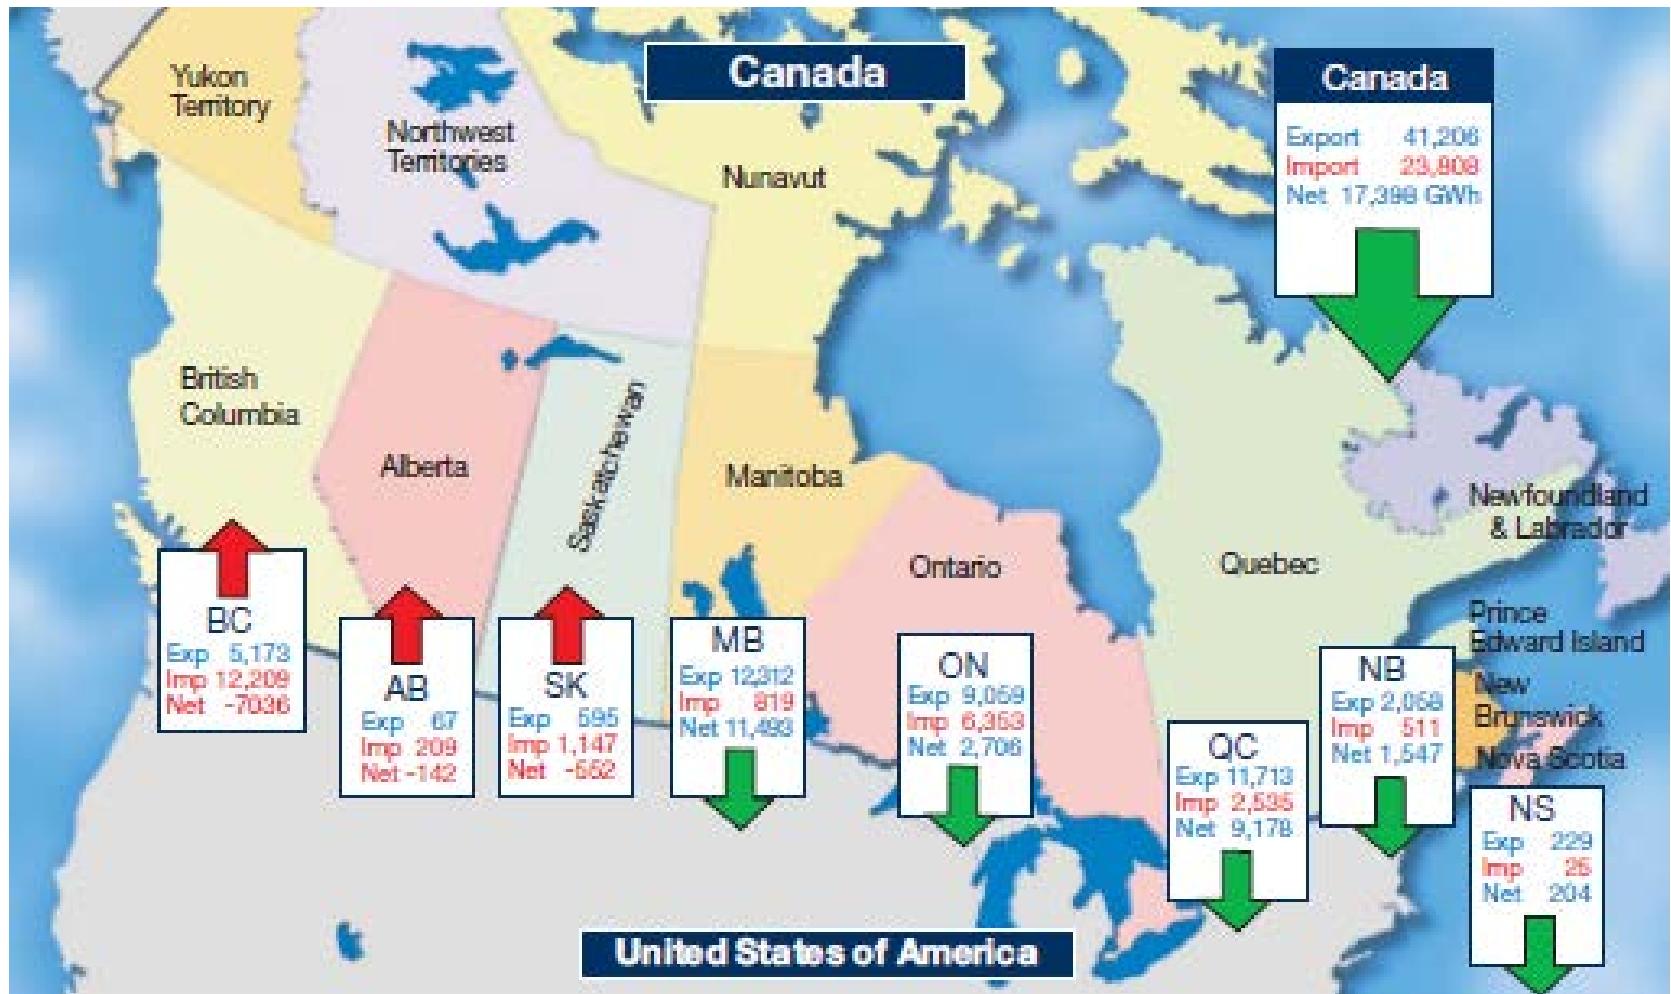 Canada
Yukon
Territory
Northwest
Territories
Nunavut
Canada
Export 41,206
Import 23,808
Net 17,398 GWh
British
Columbia
Alberta
Saskatchewan
Manitoba
Ontario
Quebec
Newfoundland
& Labrador
Prince
Edward Island
New
Brunswick
Nova Scotia
BC
Exp 5,173
Imp 12,209
Net -7036
AB
Exp 67
Imp 209
Net -142
SK
Exp 595
Imp 1,147
Net -552
MB
Exp 12,312
Imp 819
Net 11,493
ON
Exp 9,059
Imp 6,353
Net 2,706
QC
Exp 11,713
Imp 2,535
Net 9,178
NB
Exp 2,058
Imp 511
Net 1,547
NS
Exp 229
Imp 25
Net 204
United States of America